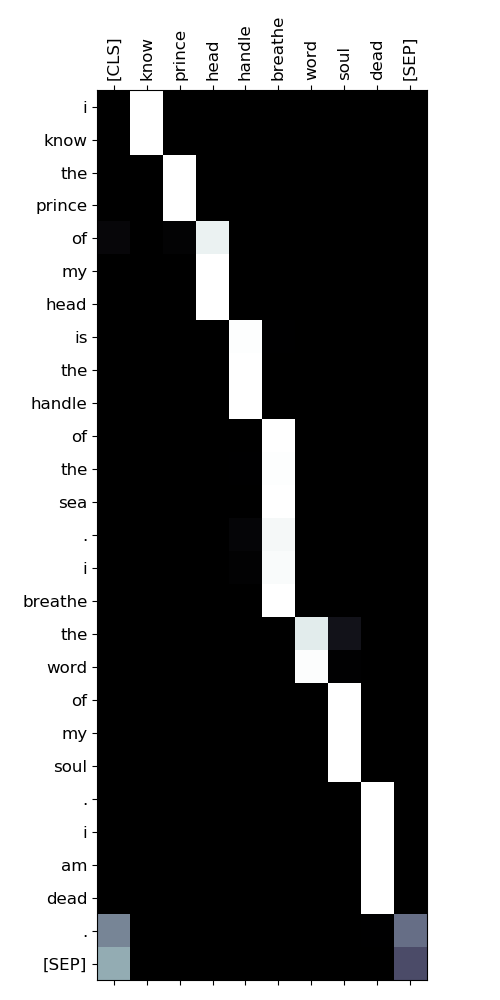 [CLS]
know
prince
head
handle
breathe
word
soul
dead
[SEP]
i
know
the
prince
of
my
head
is
the
handle
of
the
sea
.
i
breathe
the
word
of
my
soul
.
i
am
dead
.
[SEP]